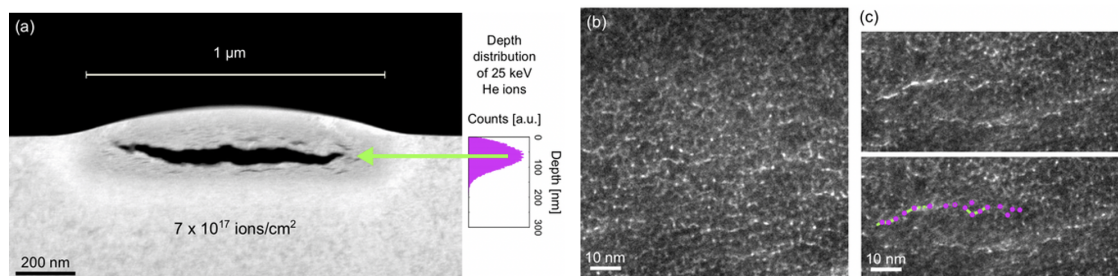 (a)
1 µm
7 x 10¹⁷ ions/cm²
200 nm
Depth
distribution
of 25 keV
He ions
Counts [a.u.]
0
100
200
300
Depth [nm]
(b)
10 nm
(c)
10 nm